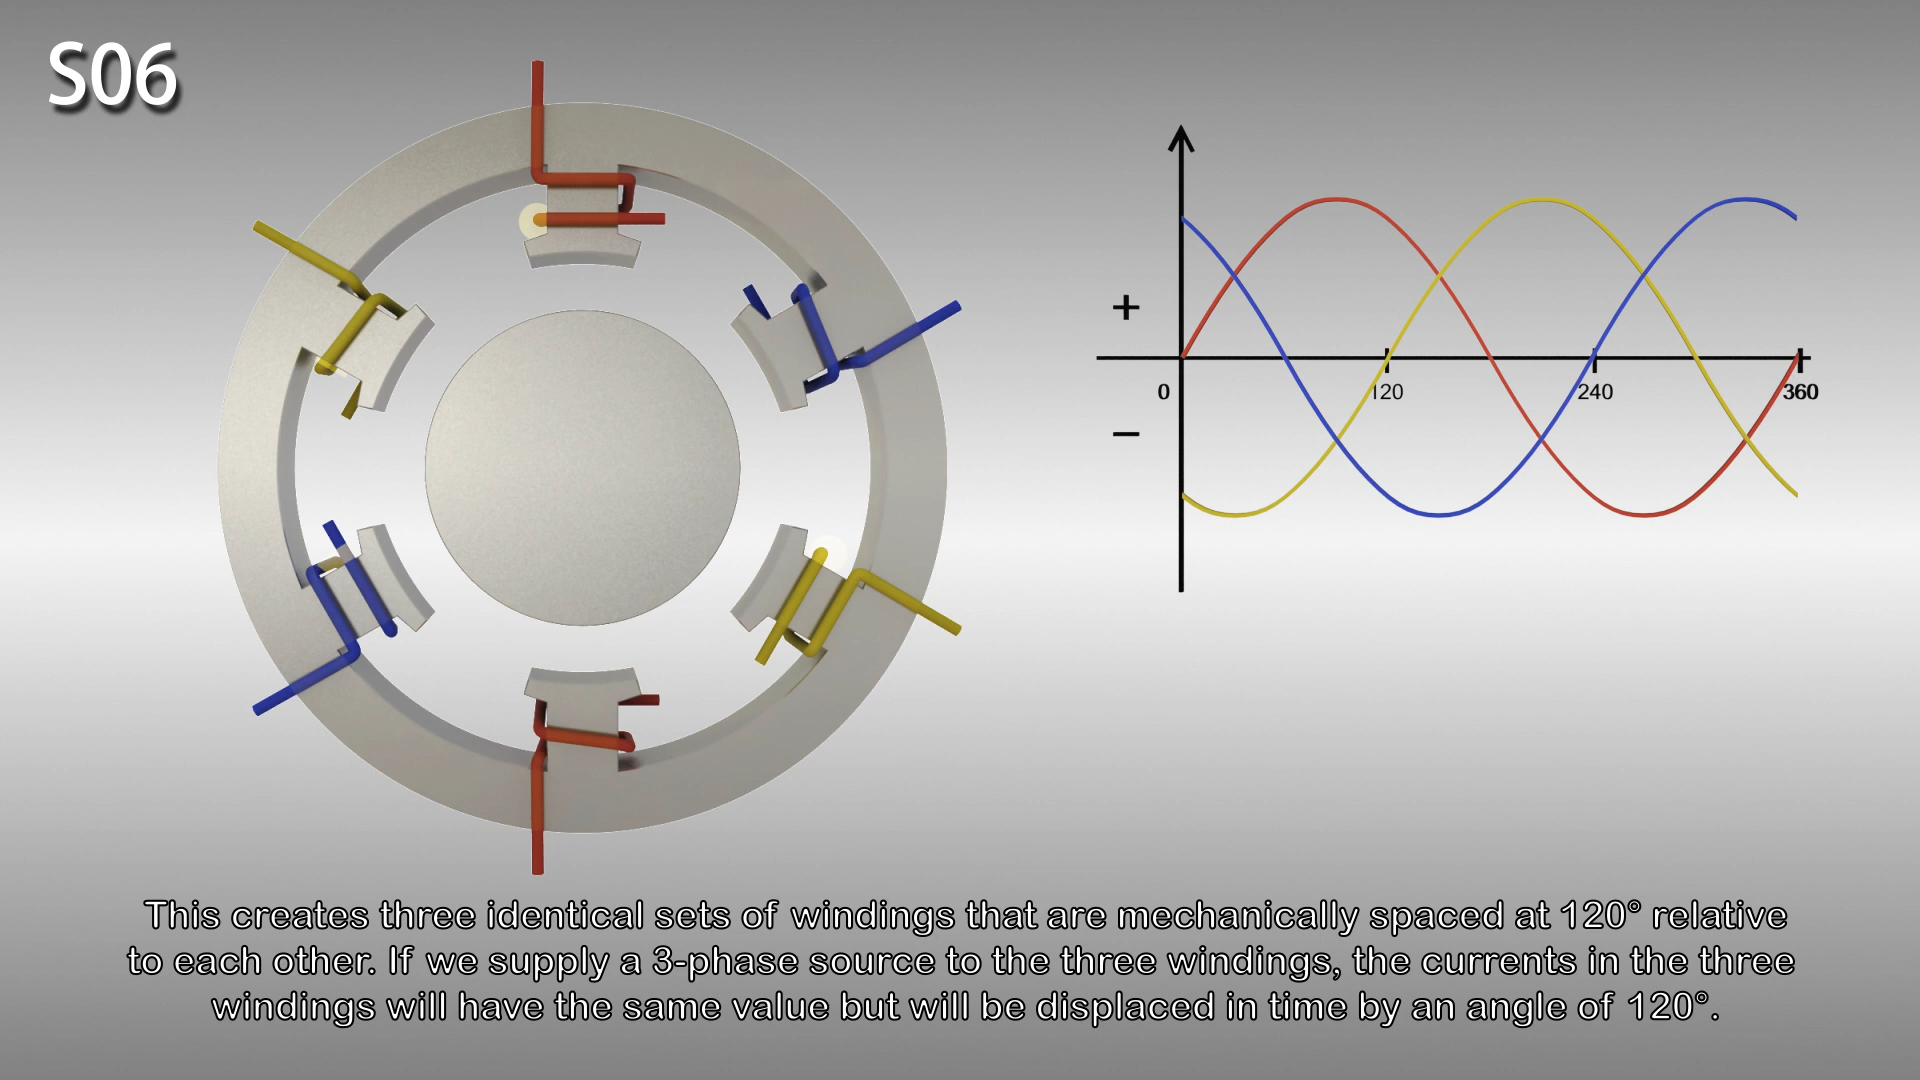 S06
+
0 120 240 360
−
This creates three identical sets of windings that are mechanically spaced at 120° relative
to each other. If we supply a 3-phase source to the three windings, the currents in the three
windings will have the same value but will be displaced in time by an angle of 120°.